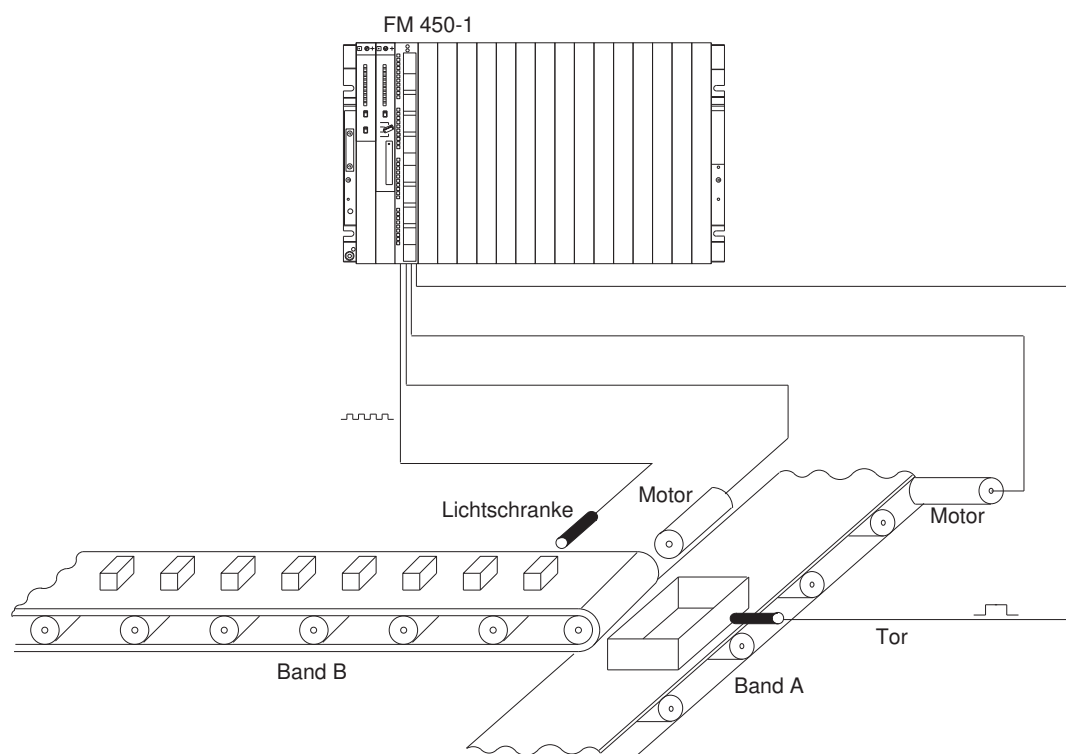 FM 450-1
Lichtschranke
Motor
Motor
Tor
Band B
Band A